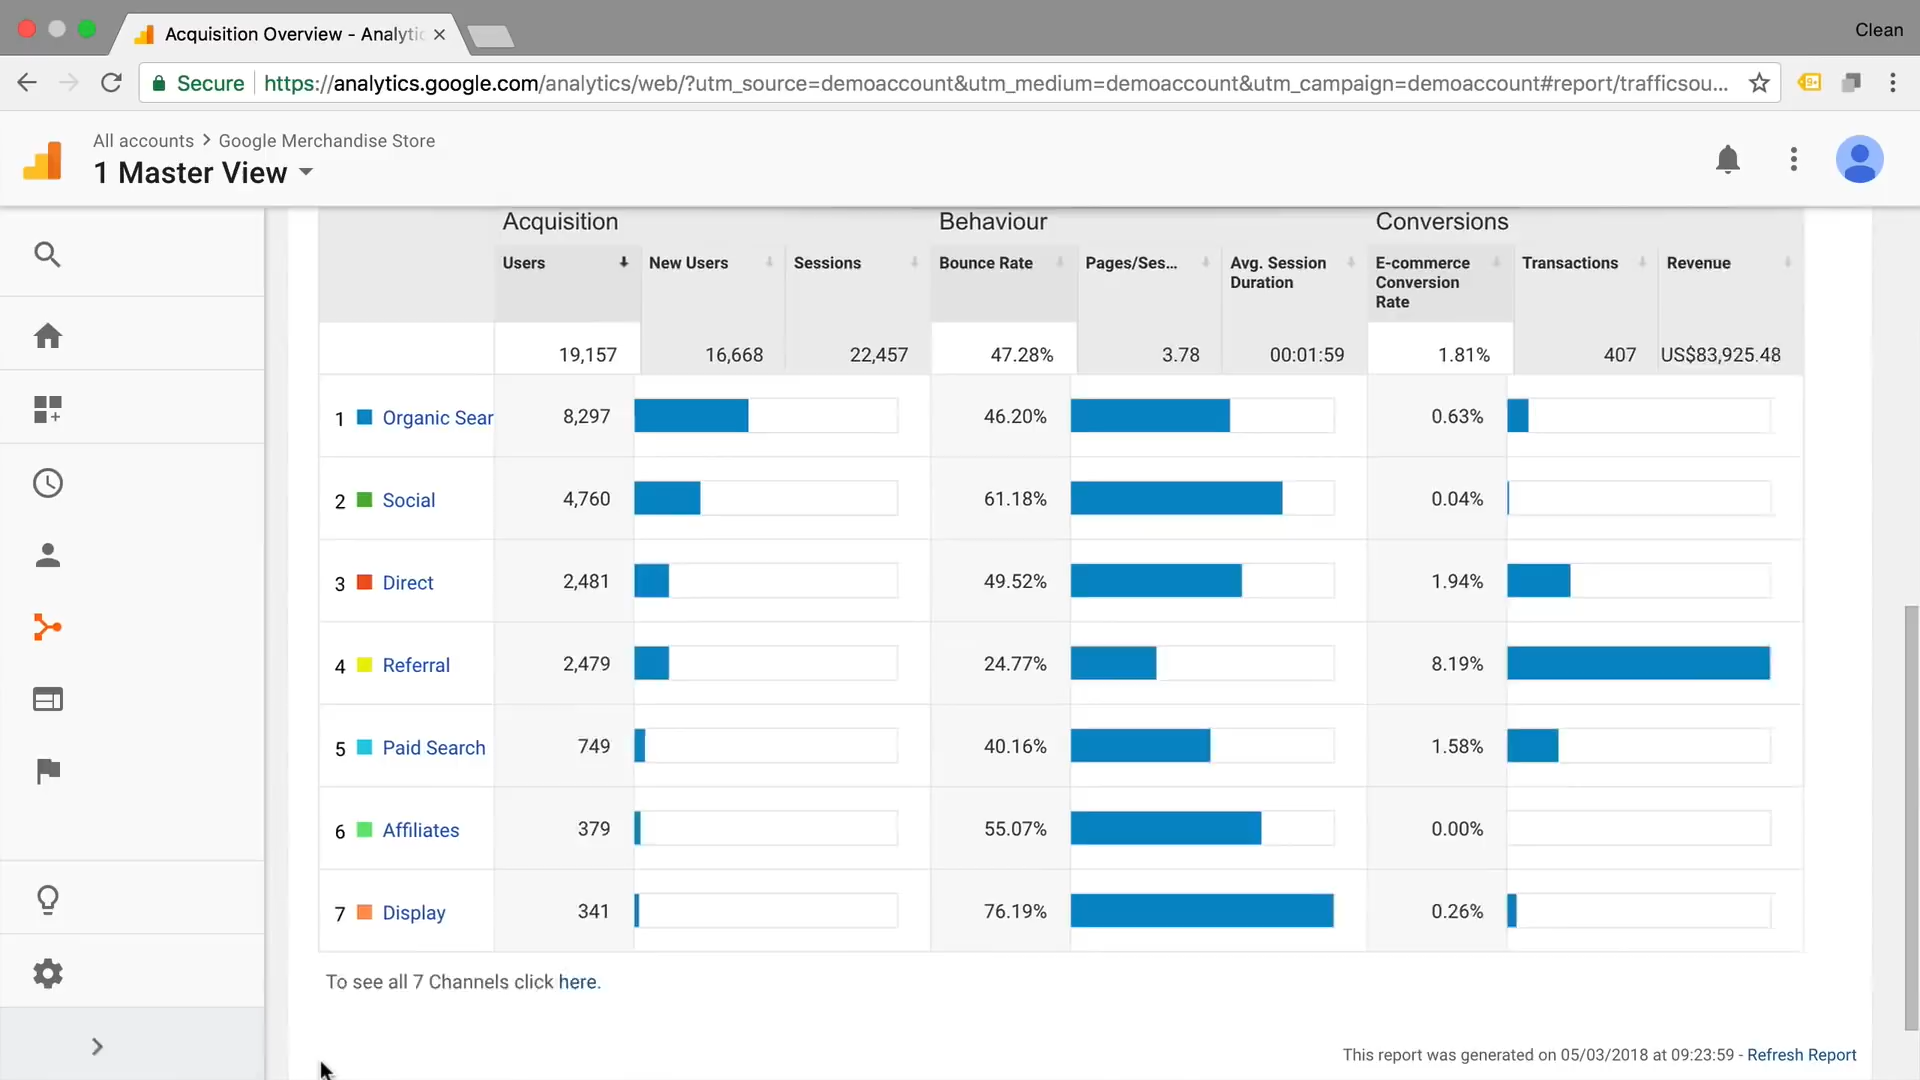 Acquisition Overview - Analytic
Clean
Secure
https://analytics.google.com/analytics/web/?utm_source=demoaccount&utm_medium=demoaccount&utm_campaign=demoaccount#report/trafficsou...
9+
All accounts > Google Merchandise Store
1 Master View
Acquisition Behaviour Conversions
Users New Users Sessions Bounce Rate Pages/Ses... Avg. Session Duration E-commerce Conversion Rate Transactions Revenue
19,157 16,668 22,457 47.28% 3.78 00:01:59 1.81% 407 US$83,925.48
1 Organic Sear 8,297 46.20% 0.63%
2 Social 4,760 61.18% 0.04%
3 Direct 2,481 49.52% 1.94%
4 Referral 2,479 24.77% 8.19%
5 Paid Search 749 40.16% 1.58%
6 Affiliates 379 55.07% 0.00%
7 Display 341 76.19% 0.26%
To see all 7 Channels click here.
This report was generated on 05/03/2018 at 09:23:59 - Refresh Report